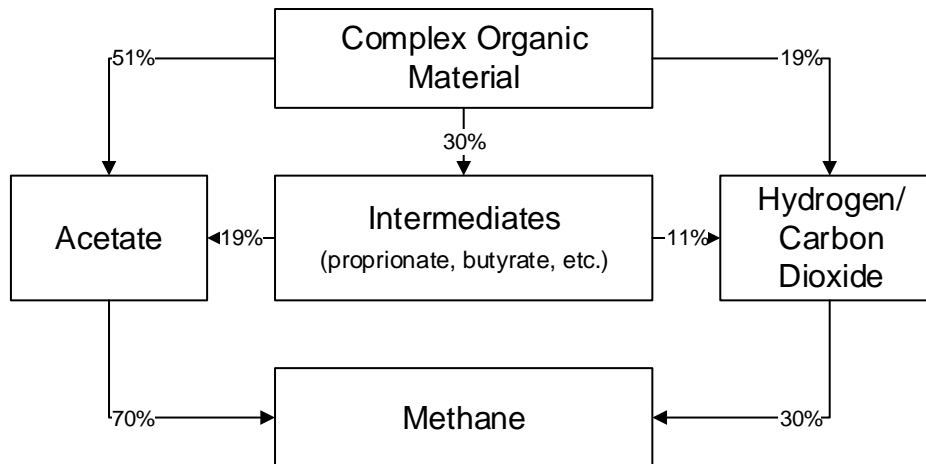 Complex Organic
Material
51%
19%
30%
Acetate
19%
Intermediates
(proprionate, butyrate, etc.)
11%
Hydrogen/
Carbon
Dioxide
70%
Methane
30%